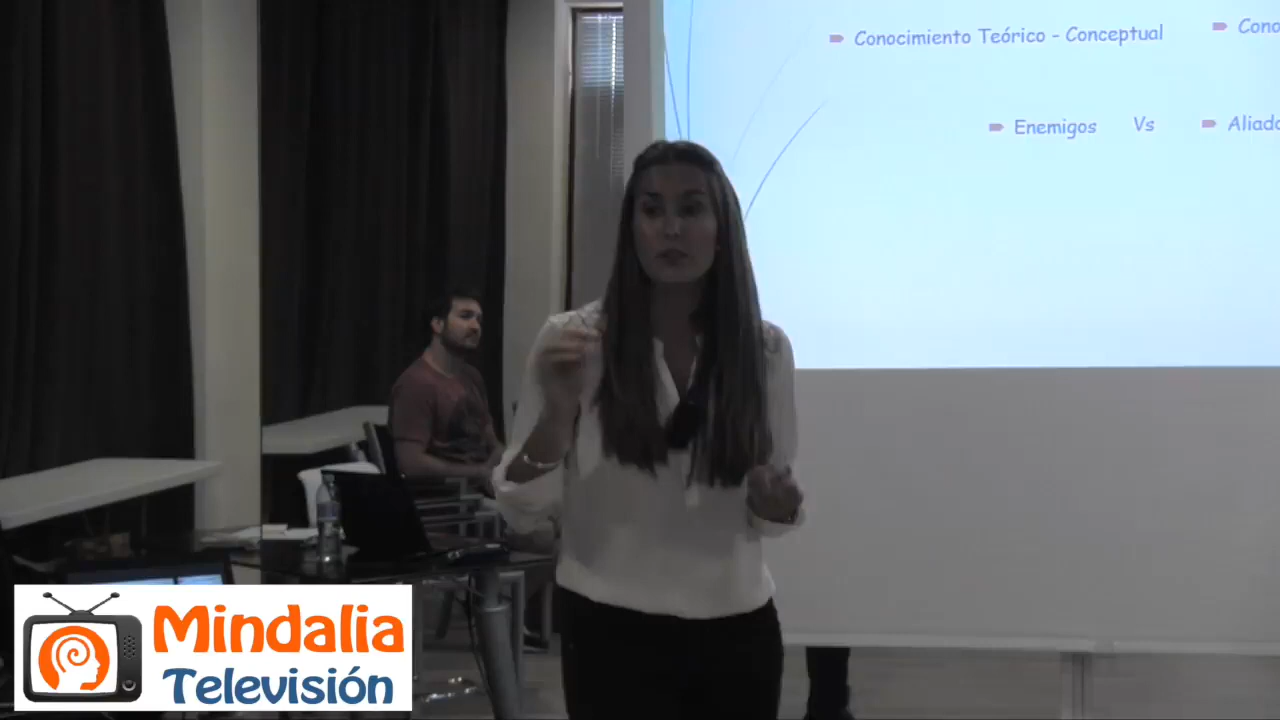 Conocimiento Teórico - Conceptual
Enemigos Vs
Mindalia
Televisión